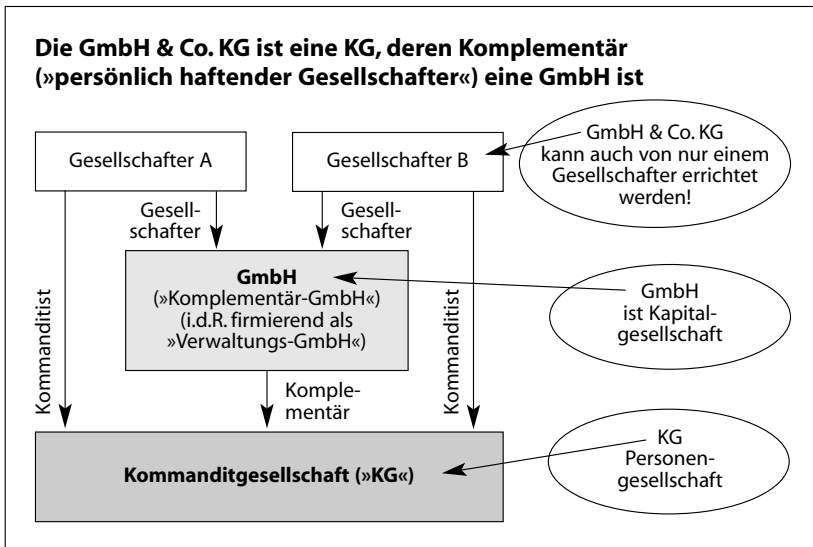 Die GmbH & Co. KG ist eine KG, deren Komplementär
(»persönlich haftender Gesellschafter«) eine GmbH ist
Gesellschafter A
Gesellschafter B
GmbH & Co. KG
kann auch von nur einem
Gesellschafter errichtet
werden!
Gesell-
schafter
Gesell-
schafter
GmbH
(»Komplementär-GmbH«)
(i.d.R. firmierend als
»Verwaltungs-GmbH«)
GmbH
ist Kapital-
gesellschaft
Kommanditist
Kommanditist
Komple-
mentär
Kommanditgesellschaft (»KG«)
KG
Personen-
gesellschaft